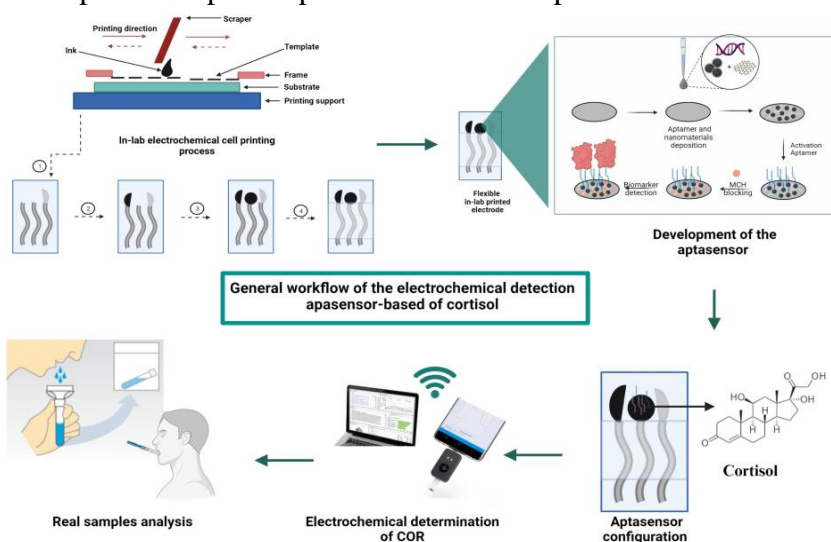 Scraper
Printing direction
Ink
Template
Frame
Substrate
Printing support
In-lab electrochemical cell printing
process
1
2
3
4
Flexible
in-lab printed
electrode
Aptamer and
nanomaterials
deposition
Activation
Aptamer
MCH
blocking
Biomarker
detection
Development of the
aptasensor
General workflow of the electrochemical detection
apasensor-based of cortisol
Real samples analysis
Electrochemical determination
of COR
Aptasensor
configuration
O
OH
HO
OH
H
H
H
O
Cortisol